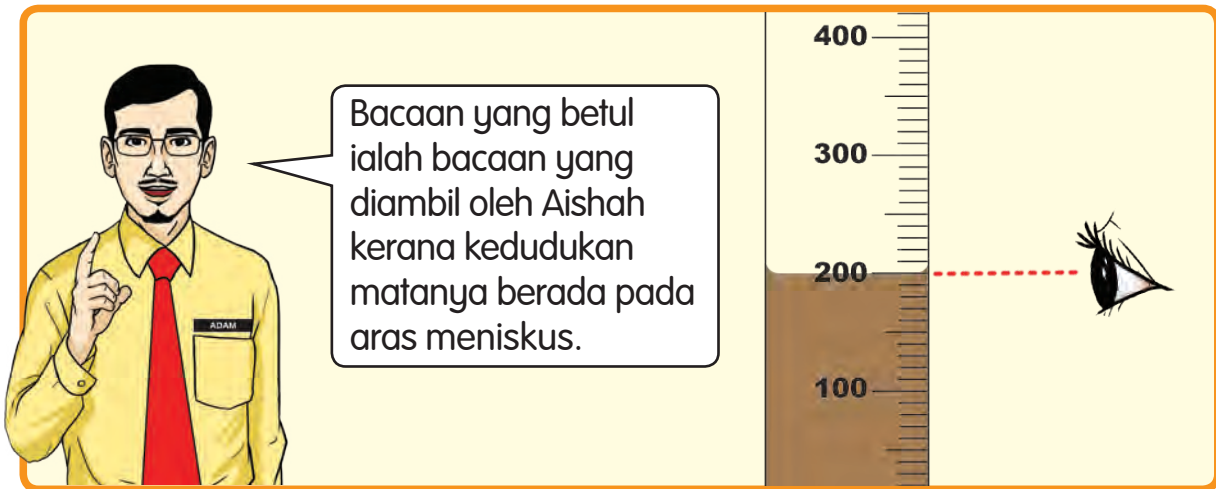 Bacaan yang betul
ialah bacaan yang
diambil oleh Aishah
kerana kedudukan
matanya berada pada
aras meniskus.
ADAM
400
300
200
100